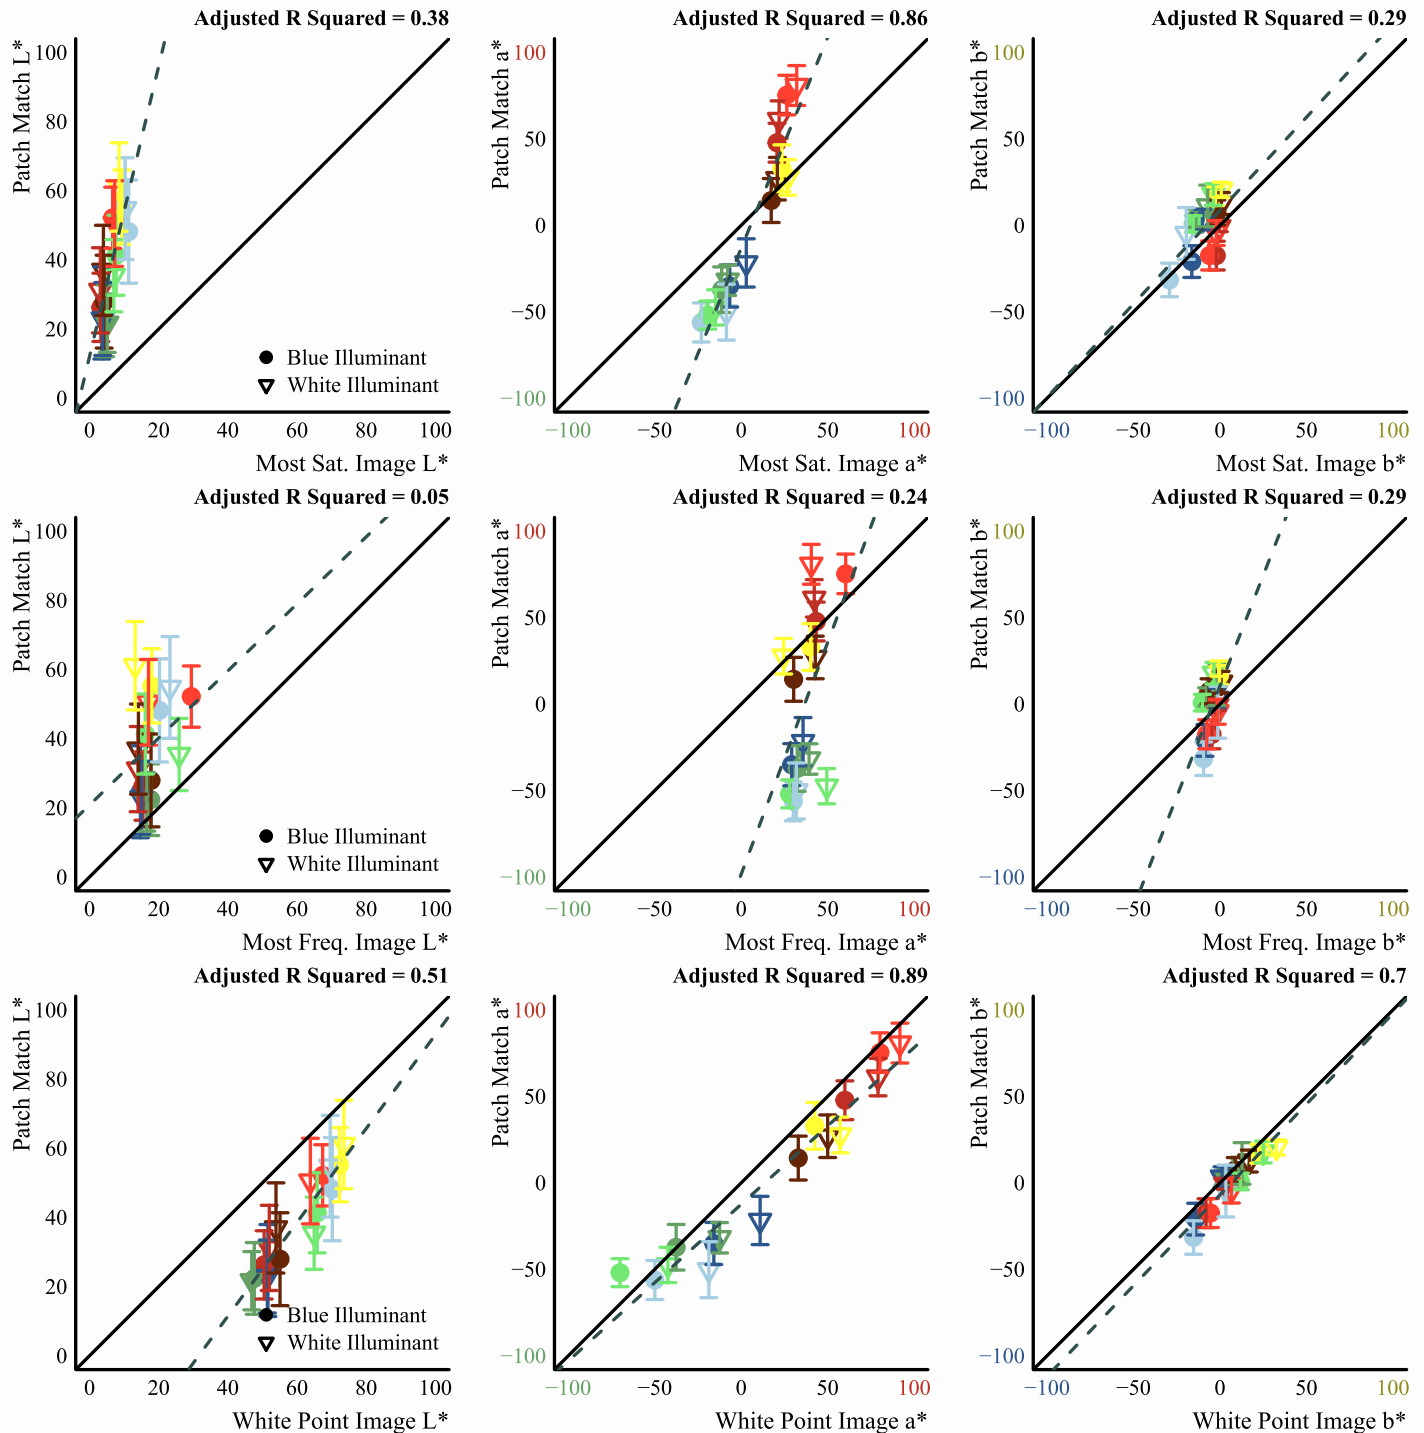 Adjusted R Squared = 0.38
Patch Match L*
100
80
60
40
20
0
Blue Illuminant
White Illuminant
0 20 40 60 80 100
Most Sat. Image L*
Adjusted R Squared = 0.86
Patch Match a*
100
50
0
−50
−100
−100 −50 0 50 100
Most Sat. Image a*
Adjusted R Squared = 0.29
Patch Match b*
100
50
0
−50
−100
−100 −50 0 50 100
Most Sat. Image b*
Adjusted R Squared = 0.05
Patch Match L*
100
80
60
40
20
0
Blue Illuminant
White Illuminant
0 20 40 60 80 100
Most Freq. Image L*
Adjusted R Squared = 0.24
Patch Match a*
100
50
0
−50
−100
−100 −50 0 50 100
Most Freq. Image a*
Adjusted R Squared = 0.29
Patch Match b*
100
50
0
−50
−100
−100 −50 0 50 100
Most Freq. Image b*
Adjusted R Squared = 0.51
Patch Match L*
100
80
60
40
20
0
Blue Illuminant
White Illuminant
0 20 40 60 80 100
White Point Image L*
Adjusted R Squared = 0.89
Patch Match a*
100
50
0
−50
−100
−100 −50 0 50 100
White Point Image a*
Adjusted R Squared = 0.7
Patch Match b*
100
50
0
−50
−100
−100 −50 0 50 100
White Point Image b*